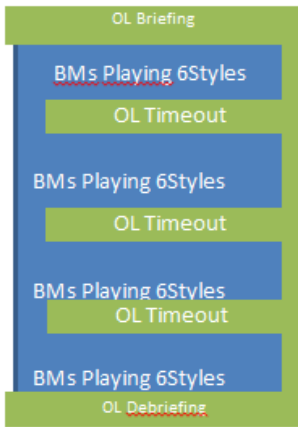 OL Briefing
BMs Playing 6Styles
OL Timeout
BMs Playing 6Styles
OL Timeout
BMs Playing 6Styles
OL Timeout
BMs Playing 6Styles
OL Debriefing